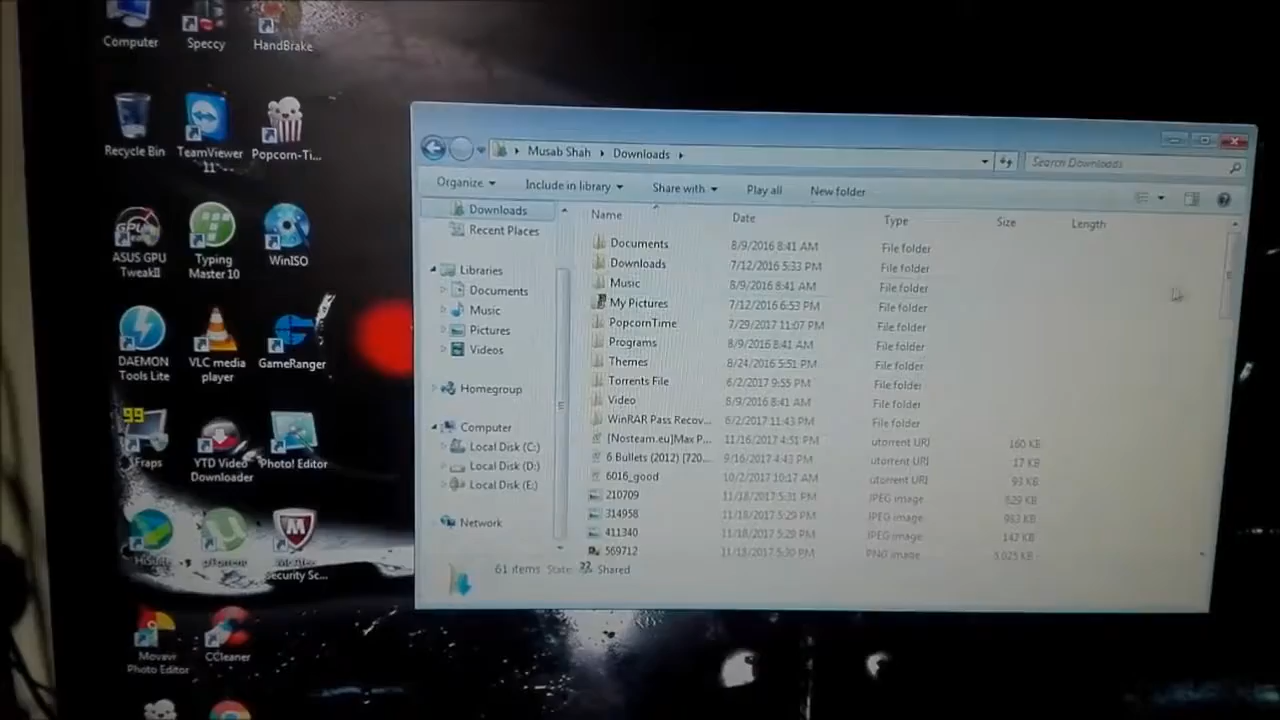 Computer
Speccy
HandBrake
Recycle Bin
TeamViewer 11
Popcorn-Ti...
ASUS GPU TweakII
Typing Master 10
WinISO
DAEMON Tools Lite
VLC media player
GameRanger
99
Fraps
YTD Video Downloader
Photo! Editor
HiSuite
µTorrent
McAfee Security Sc...
Movavi Photo Editor
CCleaner
Musab Shah Downloads
Search Downloads
Organize Include in library Share with Play all New folder
Downloads
Recent Places
Libraries
Documents
Music
Pictures
Videos
Homegroup
Computer
Local Disk (C:)
Local Disk (D:)
Local Disk (E:)
Network
Name Date Type Size Length
Documents 8/9/2016 8:41 AM File folder
Downloads 7/12/2016 5:33 PM File folder
Music 8/9/2016 8:41 AM File folder
My Pictures 7/12/2016 6:53 PM File folder
PopcornTime 7/29/2017 11:07 PM File folder
Programs 8/9/2016 8:41 AM File folder
Themes 8/24/2016 5:51 PM File folder
Torrents File 6/2/2017 9:55 PM File folder
Video 8/9/2016 8:41 AM File folder
WinRAR Pass Recov... 6/2/2017 11:43 PM File folder
[Nosteam.eu]Max P... 11/16/2017 4:51 PM utorrent URI 160 KB
6 Bullets (2012) [720... 9/16/2017 4:43 PM utorrent URI 17 KB
6016_good 10/2/2017 10:17 AM utorrent URI 93 KB
210709 11/18/2017 5:31 PM JPEG image 829 KB
314958 11/18/2017 5:29 PM JPEG image 983 KB
411340 11/18/2017 5:29 PM JPEG image 147 KB
569712 11/18/2017 5:30 PM PNG image 3,025 KB
61 items State: Shared